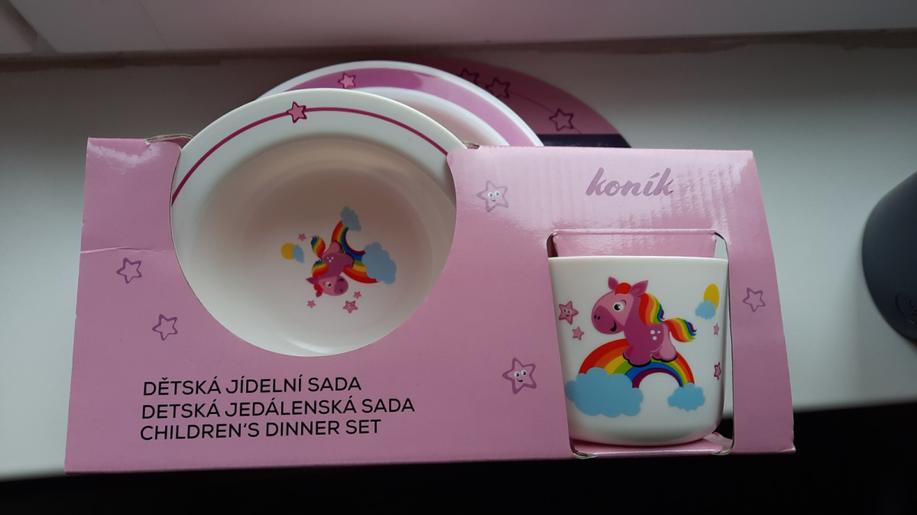 koník
DĚTSKÁ JÍDELNÍ SADA
DETSKÁ JEDÁLENSKÁ SADA
CHILDREN'S DINNER SET